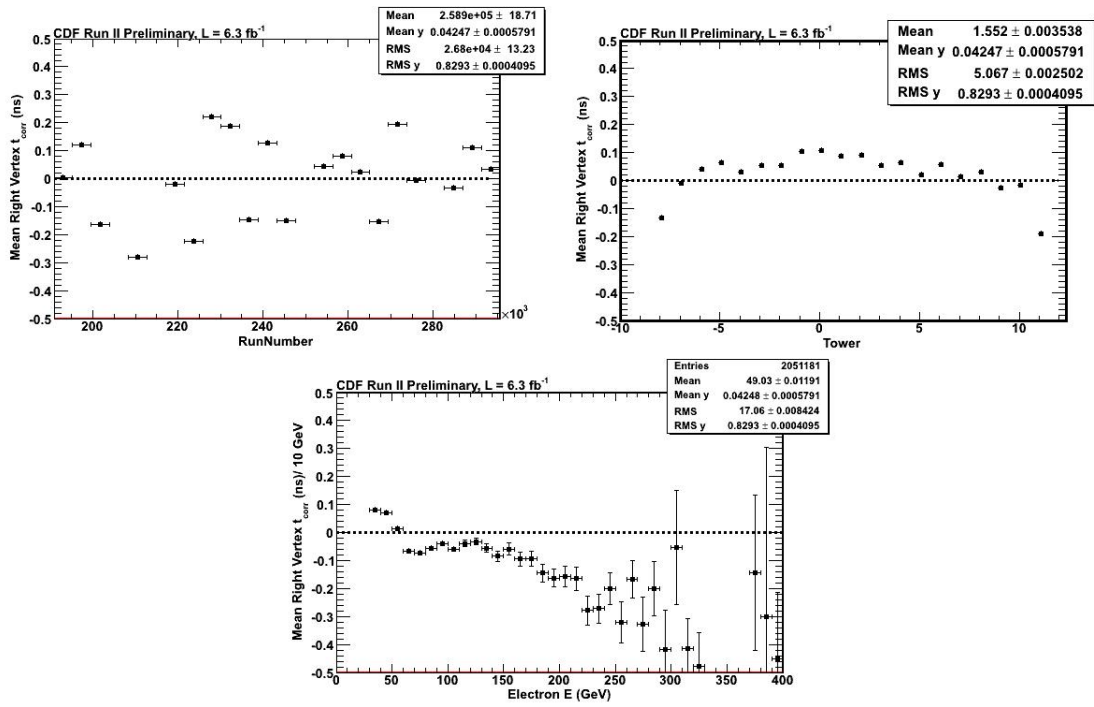 Mean 2.589e+05 ± 18.71
Mean y 0.04247 ± 0.0005791
RMS 2.68e+04 ± 13.23
RMS y 0.8293 ± 0.0004095
CDF Run II Preliminary, L = 6.3 fb⁻¹
Mean Right Vertex t_corr (ns)
0.5
0.4
0.3
0.2
0.1
0
-0.1
-0.2
-0.3
-0.4
-0.5
200 220 240 260 280 ×10³
RunNumber
Mean 1.552 ± 0.003538
Mean y 0.04247 ± 0.0005791
RMS 5.067 ± 0.002502
RMS y 0.8293 ± 0.0004095
CDF Run II Preliminary, L = 6.3 fb⁻¹
Mean Right Vertex t_corr (ns)
0.5
0.4
0.3
0.2
0.1
0
-0.1
-0.2
-0.3
-0.4
-0.5
10 -5 0 5 10
Tower
Entries 2051181
Mean 49.03 ± 0.01191
Mean y 0.04248 ± 0.0005791
RMS 17.06 ± 0.008424
RMS y 0.8293 ± 0.0004095
CDF Run II Preliminary, L = 6.3 fb⁻¹
Mean Right Vertex t_corr (ns)/ 10 GeV
0.5
0.4
0.3
0.2
0.1
0
-0.1
-0.2
-0.3
-0.4
-0.5
0 50 100 150 200 250 300 350 400
Electron E (GeV)